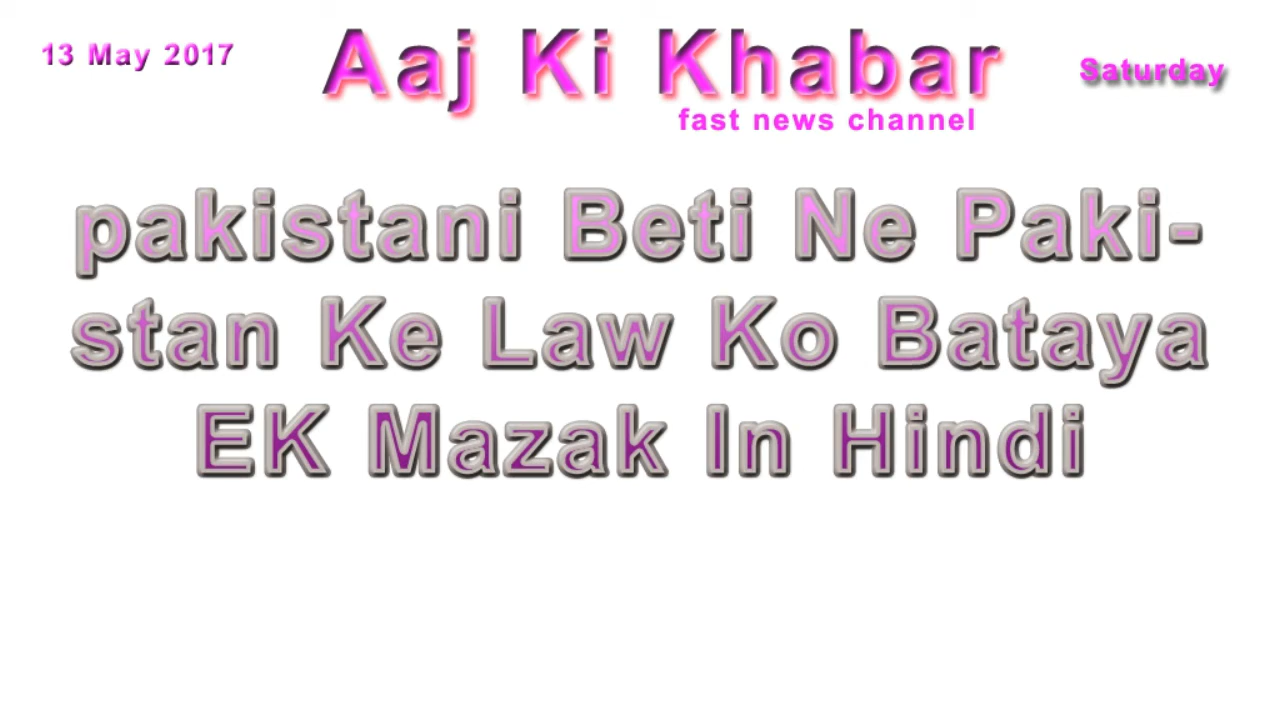 13 May 2017
Aaj Ki Khabar
Saturday
fast news channel
pakistani Beti Ne Paki-
stan Ke Law Ko Bataya
EK Mazak In Hindi